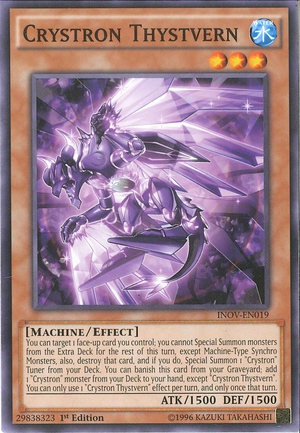 Crystron Thystvern
WATER
水
INOV-EN019
[Machine/Effect]
You can target 1 face-up card you control; you cannot Special Summon monsters
from the Extra Deck for the rest of this turn, except Machine-Type Synchro
Monsters, also, destroy that card, and if you do, Special Summon 1 "Crystron"
Tuner from your Deck. You can banish this card from your Graveyard; add
1 "Crystron" monster from your Deck to your hand, except "Crystron Thystvern".
You can only use 1 "Crystron Thystvern" effect per turn, and only once that turn.
ATK/1500 DEF/1500
29838323 1st Edition ©1996 KAZUKI TAKAHASHI